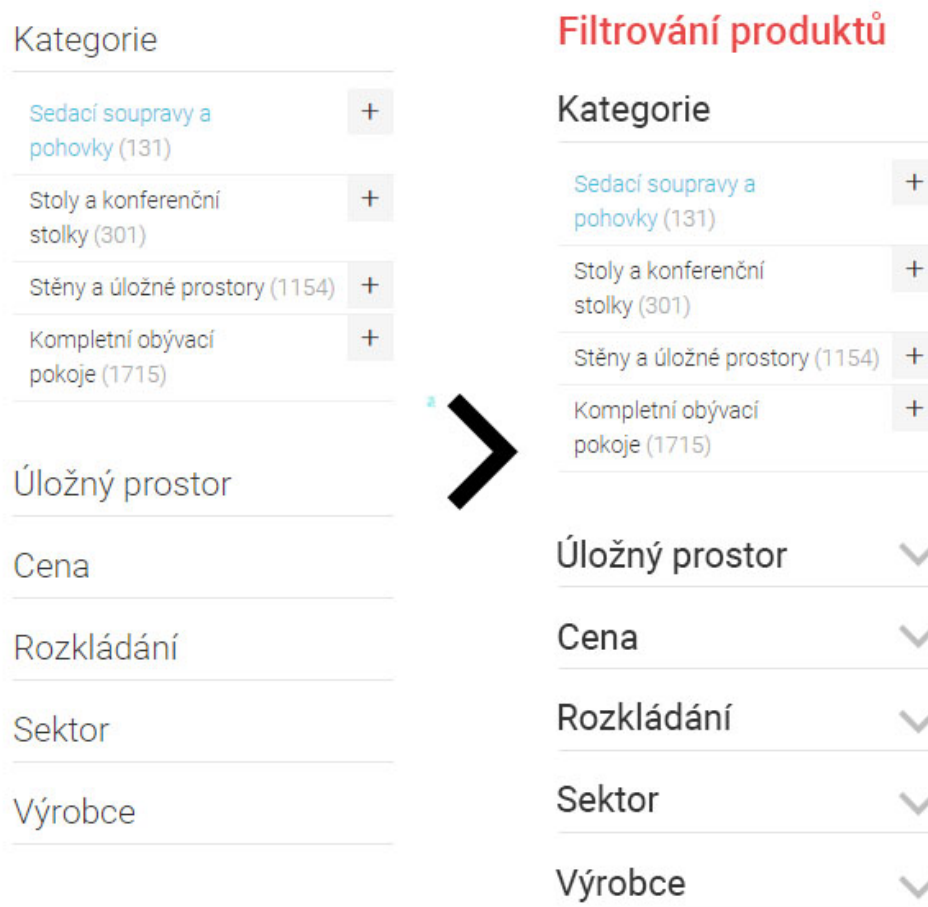 Kategorie
Sedací soupravy a
pohovky (131)
+
Stoly a konferenční
stolky (301)
+
Stěny a úložné prostory (1154)
+
Kompletní obývací
pokoje (1715)
+
Úložný prostor
Cena
Rozkládání
Sektor
Výrobce
a
Filtrování produktů
Kategorie
Sedací soupravy a
pohovky (131)
+
Stoly a konferenční
stolky (301)
+
Stěny a úložné prostory (1154)
+
Kompletní obývací
pokoje (1715)
+
Úložný prostor
Cena
Rozkládání
Sektor
Výrobce